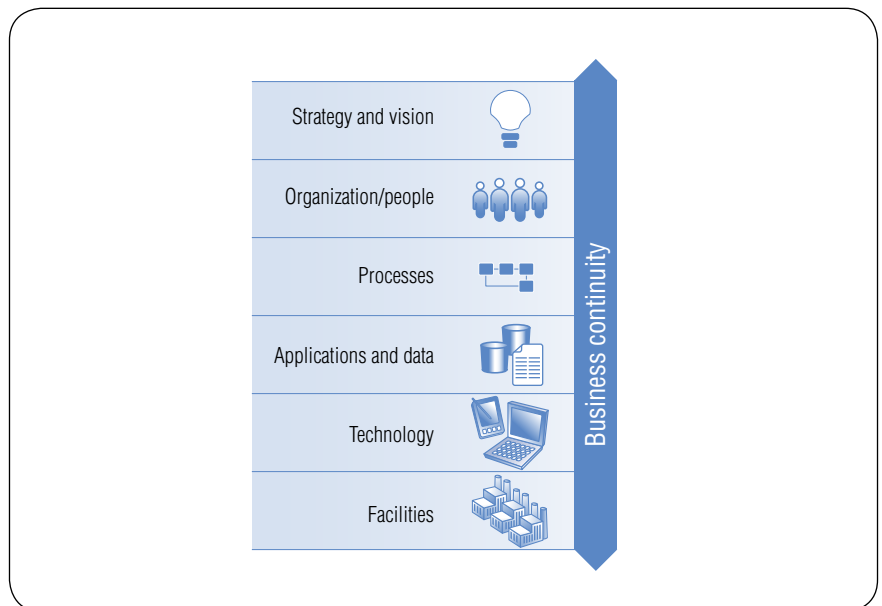 Strategy and vision
Organization/people
Processes
Applications and data
Technology
Facilities
Business continuity